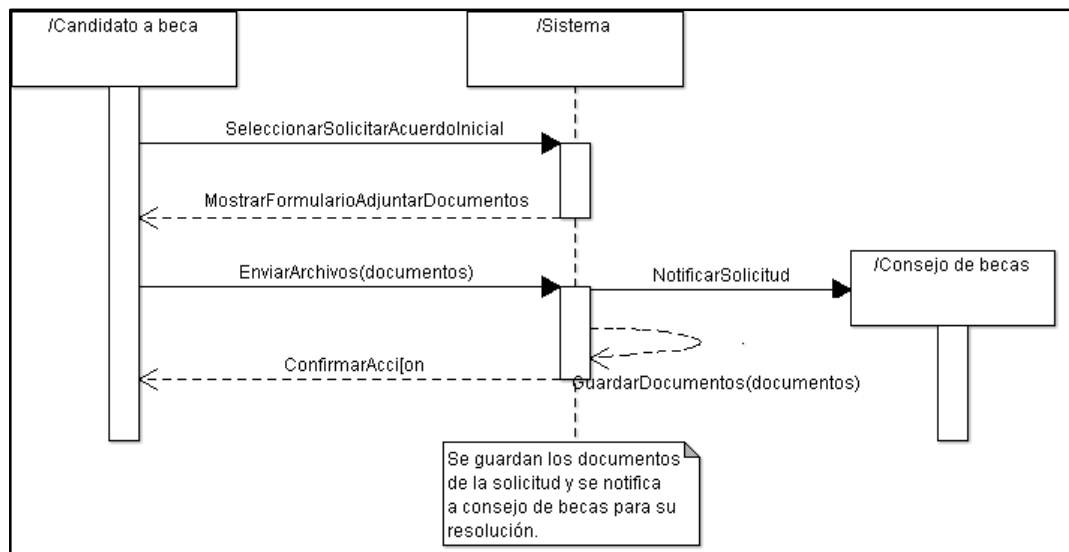 /Candidato a beca
/Sistema
SeleccionarSolicitarAcuerdoInicial
MostrarFormularioAdjuntarDocumentos
EnviarArchivos(documentos)
NotificarSolicitud
/Consejo de becas
ConfirmarAcci[on
GuardarDocumentos(documentos)
Se guardan los documentos
de la solicitud y se notifica
a consejo de becas para su
resolución.